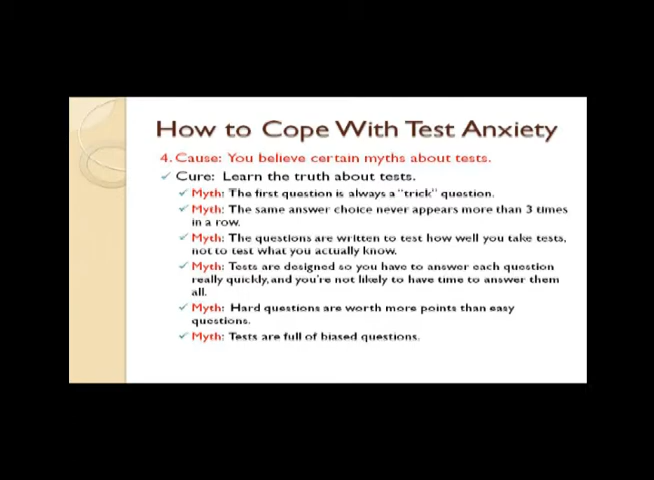 How to Cope With Test Anxiety
4. Cause: You believe certain myths about tests.
Cure: Learn the truth about tests.
Myth: The first question is always a "trick" question.
Myth: The same answer choice never appears more than 3 times
in a row.
Myth: The questions are written to test how well you take tests,
not to test what you actually know.
Myth: Tests are designed so you have to answer each question
really quickly, and you're not likely to have time to answer them
all.
Myth: Hard questions are worth more points than easy
questions.
Myth: Tests are full of biased questions.